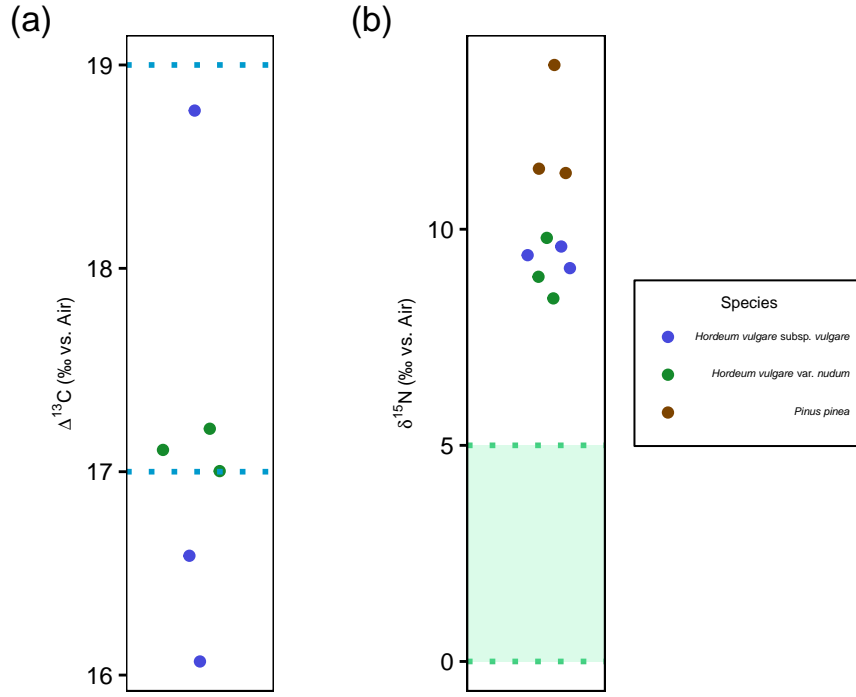 (a)
19
18
17
16
Δ¹³C (‰ vs. Air)
(b)
10
5
0
δ¹⁵N (‰ vs. Air)
Species
Hordeum vulgare subsp. vulgare
Hordeum vulgare var. nudum
Pinus pinea